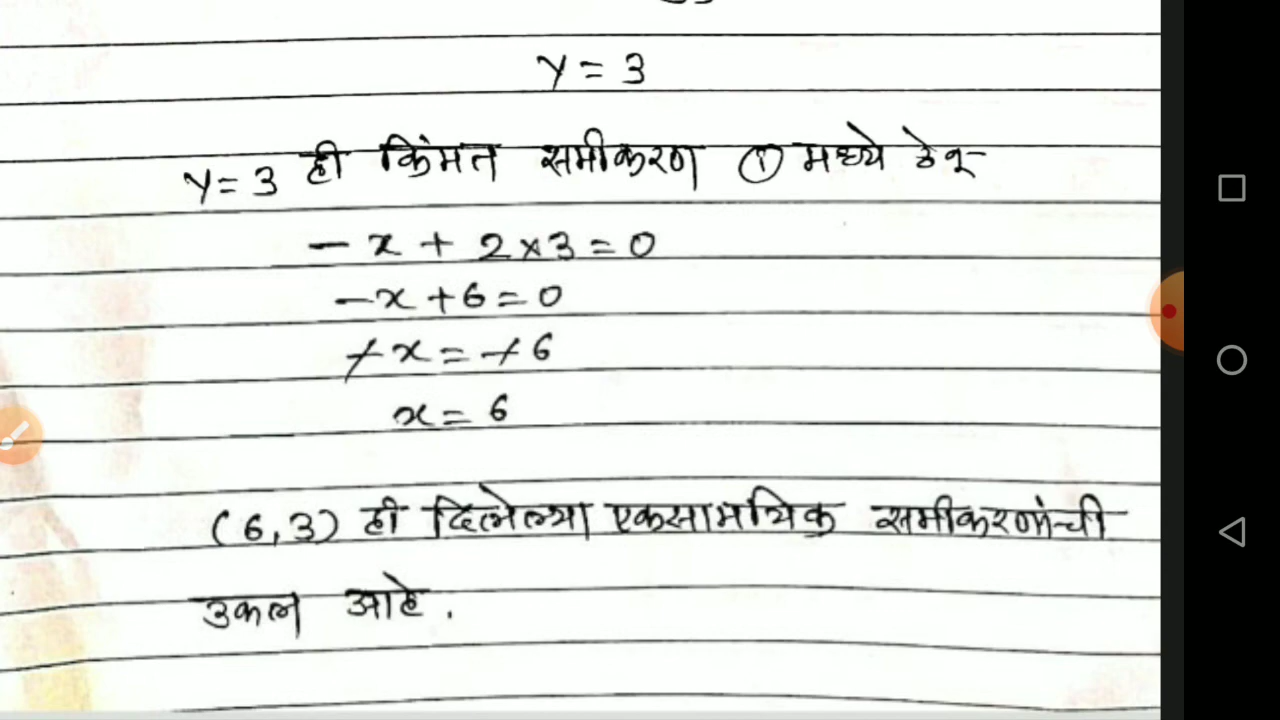 y = 3
y = 3 ही किंमत समीकरण ① मध्ये ठेवू
- x + 2 × 3 = 0
-x + 6 = 0
-x = -6
x = 6
(6,3) ही दिलेल्या एकसामयिक समीकरणांची
उकल आहे.